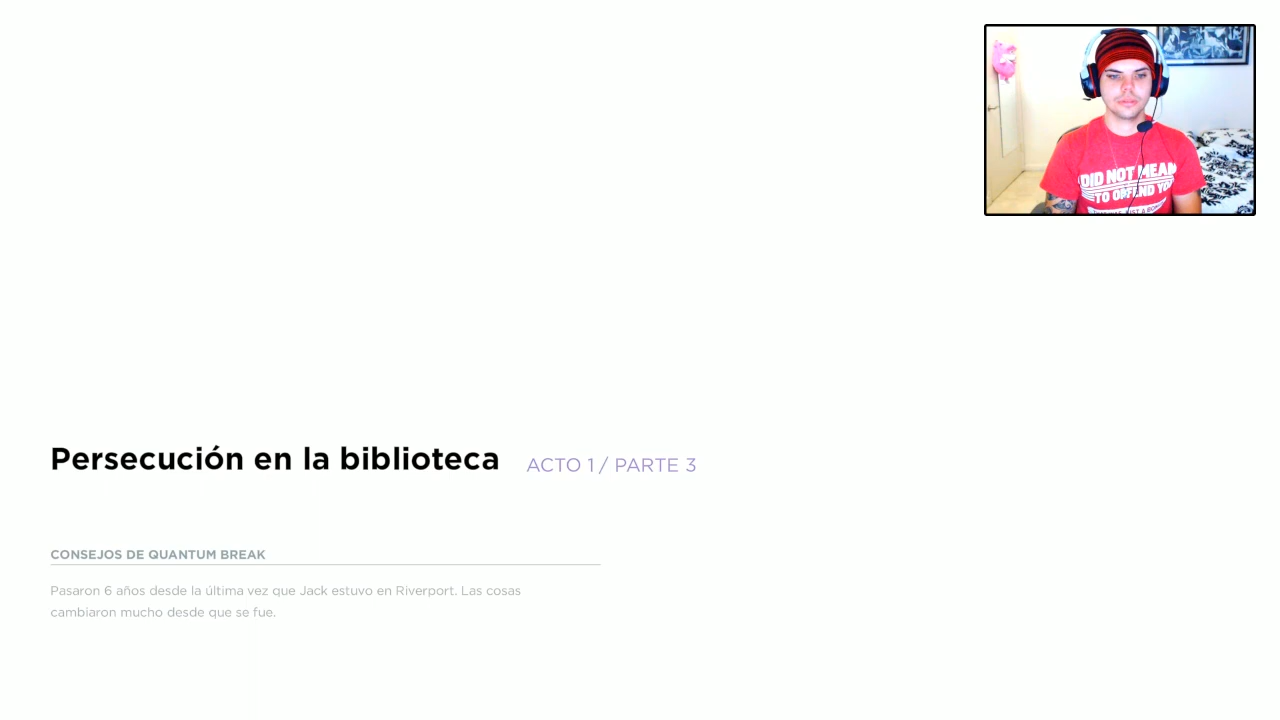 DID NOT MEAN
TO OFFEND YOU
Persecución en la biblioteca
ACTO 1 / PARTE 3
CONSEJOS DE QUANTUM BREAK
Pasaron 6 años desde la última vez que Jack estuvo en Riverport. Las cosas
cambiaron mucho desde que se fue.